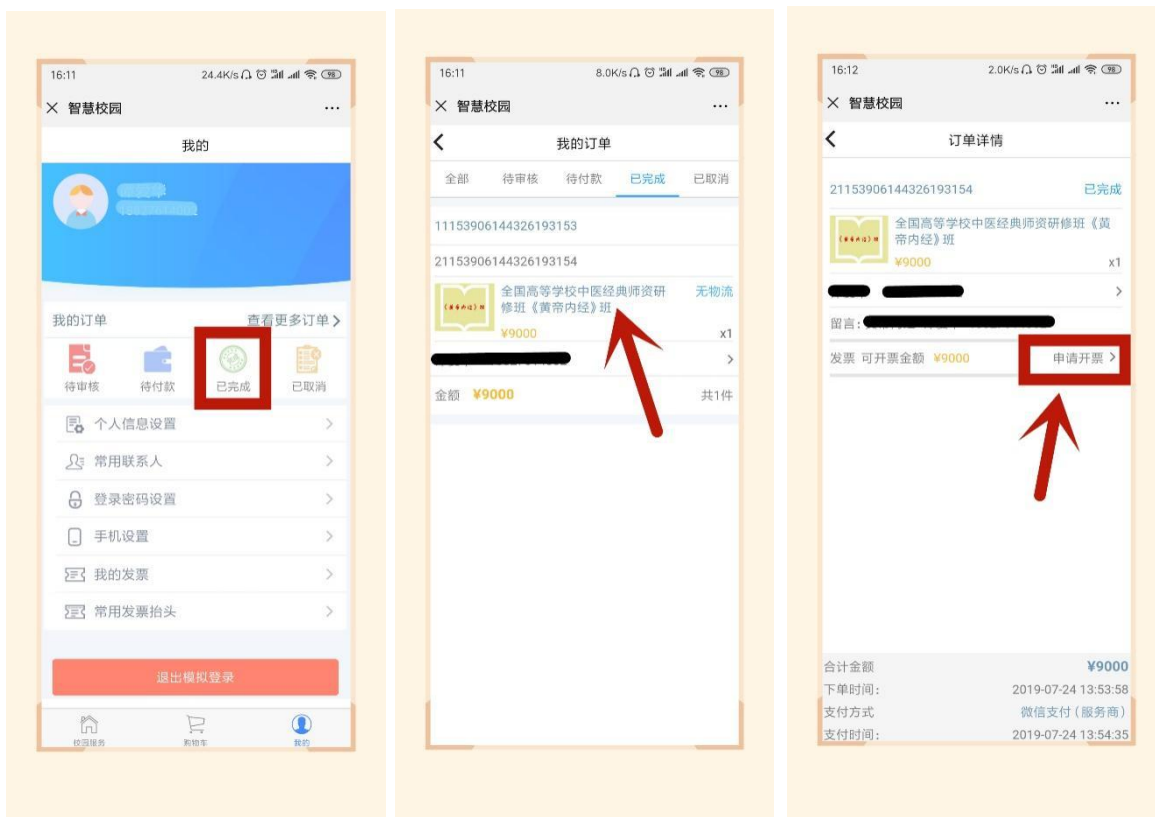 16:11
24.4K/s
98
智慧校园
我的
我的订单
查看更多订单
待审核
待付款
已完成
已取消
个人信息设置
常用联系人
登录密码设置
手机设置
我的发票
常用发票抬头
退出模拟登录
校园服务
购物车
我的
16:11
8.0K/s
98
智慧校园
我的订单
全部
待审核
待付款
已完成
已取消
11153906144326193153
21153906144326193154
全国高等学校中医经典师资研
无物流
修班《黄帝内经》班
¥9000
x1
金额 ¥9000
共1件
16:12
2.0K/s
98
智慧校园
订单详情
21153906144326193154
已完成
全国高等学校中医经典师资研修班《黄
帝内经》班
¥9000
x1
留言:
发票 可开票金额 ¥9000
申请开票
合计金额
¥9000
下单时间:
2019-07-24 13:53:58
支付方式
微信支付(服务商)
支付时间:
2019-07-24 13:54:35